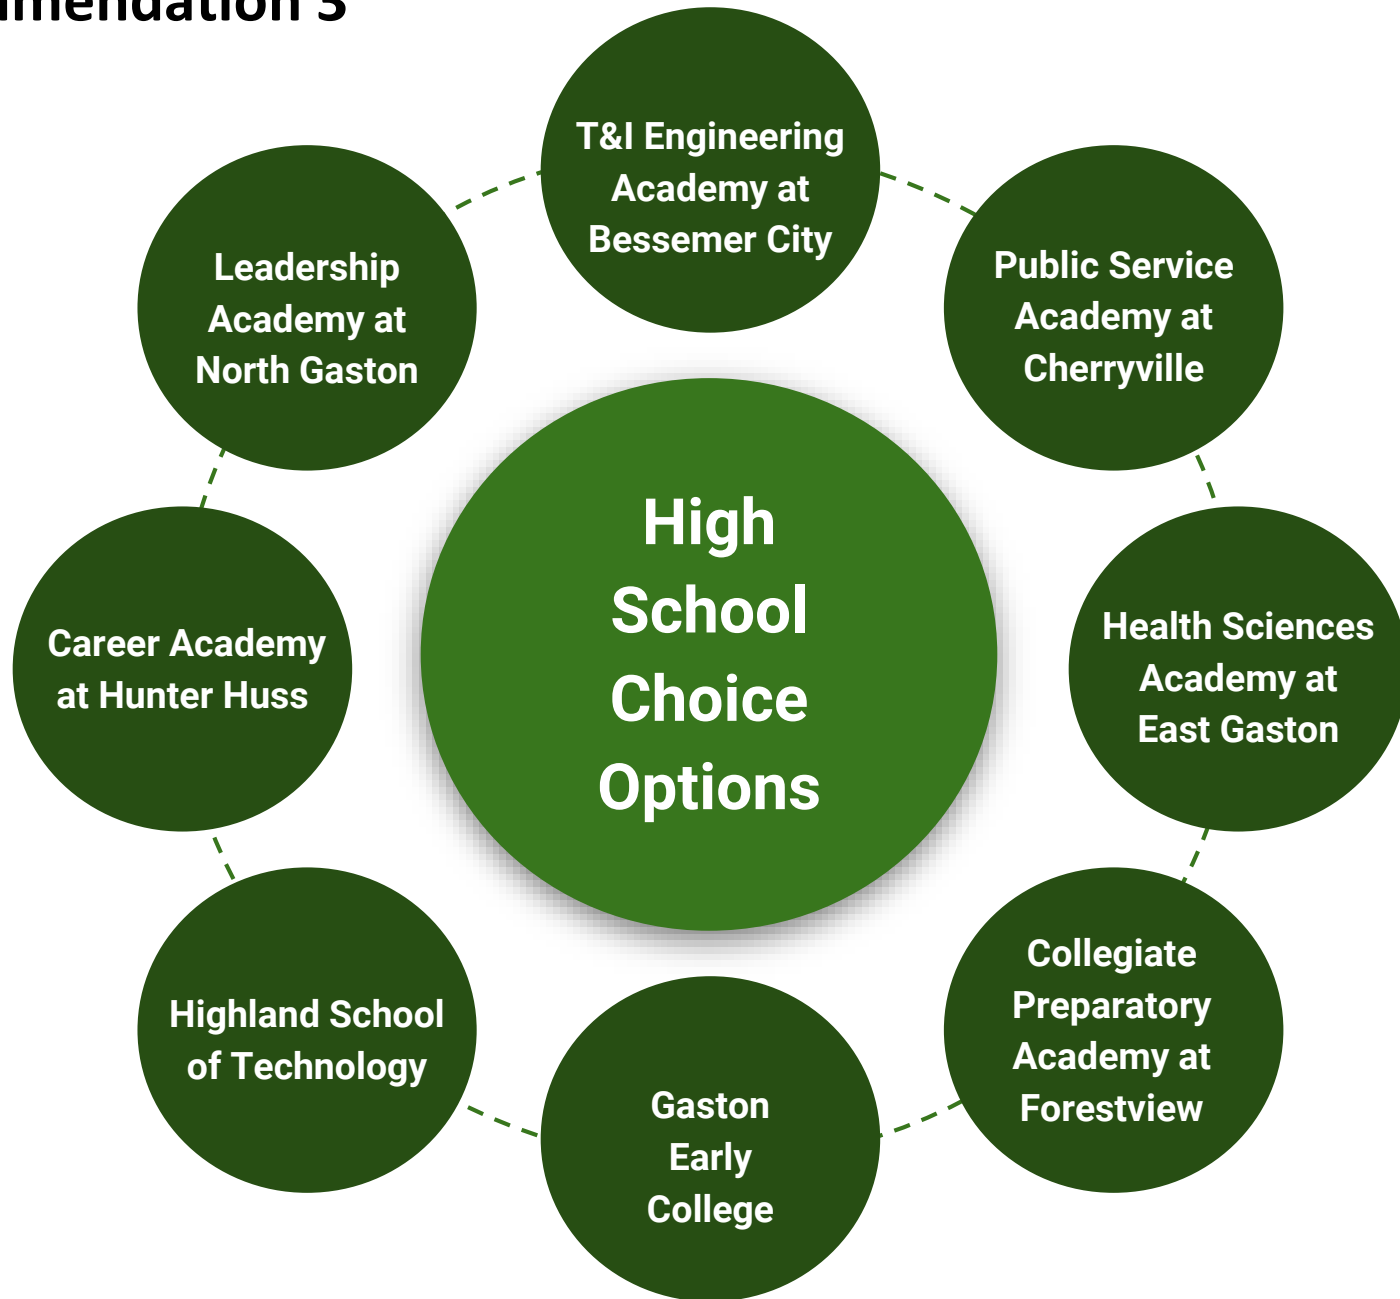 mendation 3
T&I Engineering
Academy at
Bessemer City
Public Service
Academy at
Cherryville
Health Sciences
Academy at
East Gaston
Collegiate
Preparatory
Academy at
Forestview
Gaston
Early
College
Highland School
of Technology
Career Academy
at Hunter Huss
Leadership
Academy at
North Gaston
High
School
Choice
Options